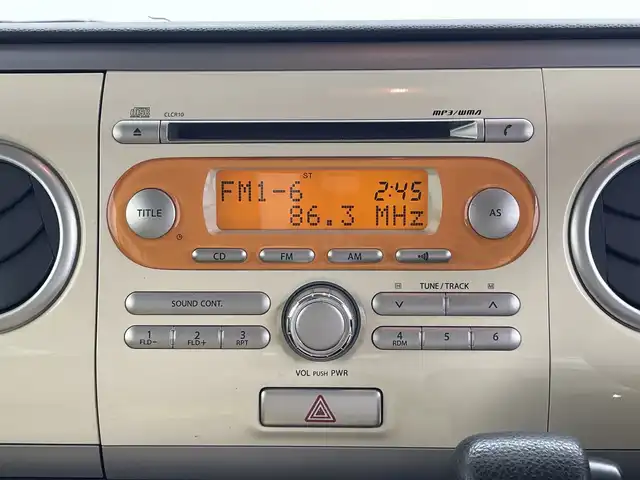 CLCR10 MP3/WMA
ST
FM1-6 2:45
86.3 MHz
TITLE
AS
CD FM AM
SOUND CONT.
TUNE/TRACK
1 2 3
FLD- FLD+ RPT
4 5 6
RDM
VOL PUSH PWR